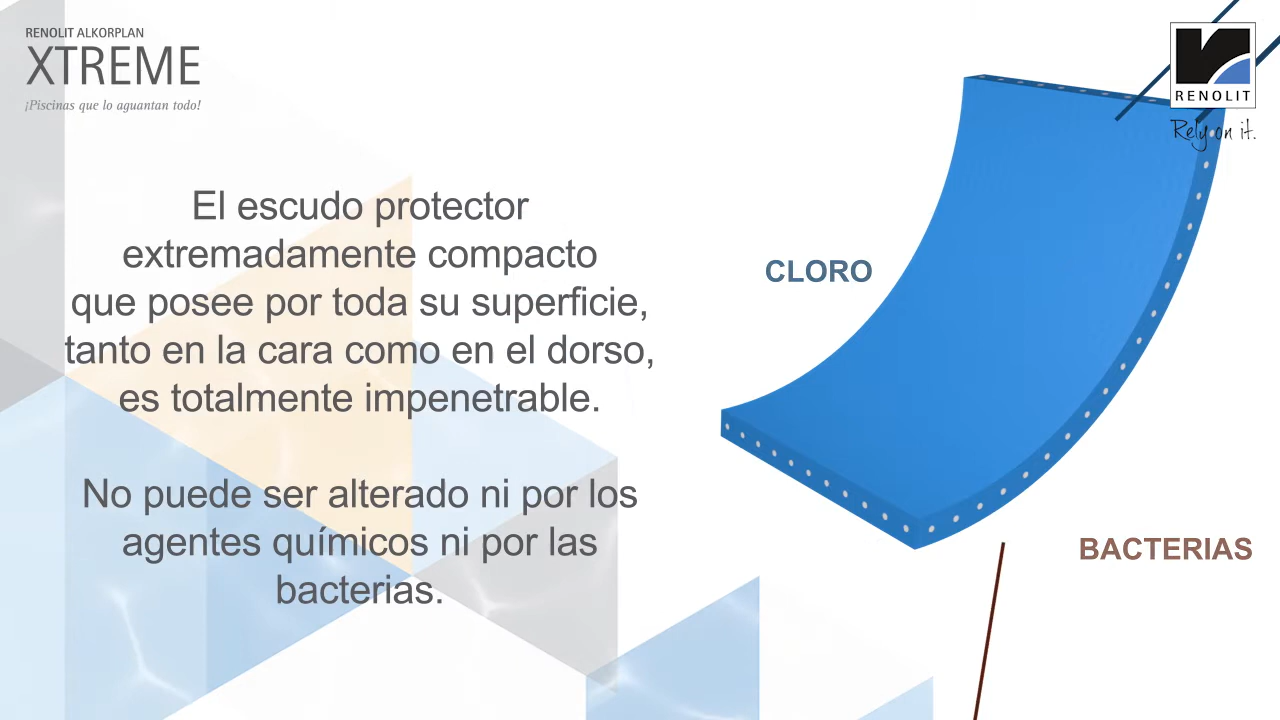 RENOLIT ALKORPLAN
XTREME
¡Piscinas que lo aguantan todo!
RENOLIT
Rely on it.
El escudo protector
extremadamente compacto
que posee por toda su superficie,
tanto en la cara como en el dorso,
es totalmente impenetrable.
No puede ser alterado ni por los
agentes químicos ni por las
bacterias.
CLORO
BACTERIAS